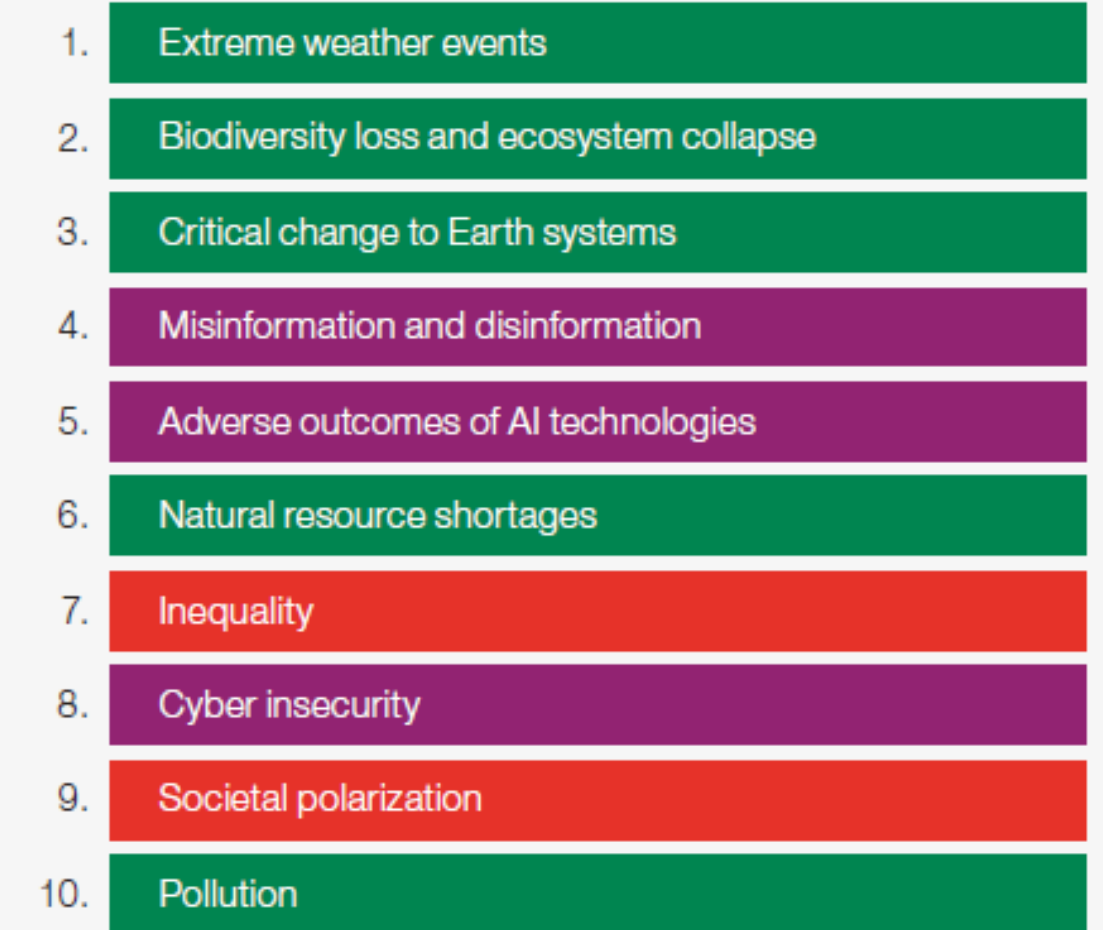 1. Extreme weather events
2. Biodiversity loss and ecosystem collapse
3. Critical change to Earth systems
4. Misinformation and disinformation
5. Adverse outcomes of AI technologies
6. Natural resource shortages
7. Inequality
8. Cyber insecurity
9. Societal polarization
10. Pollution